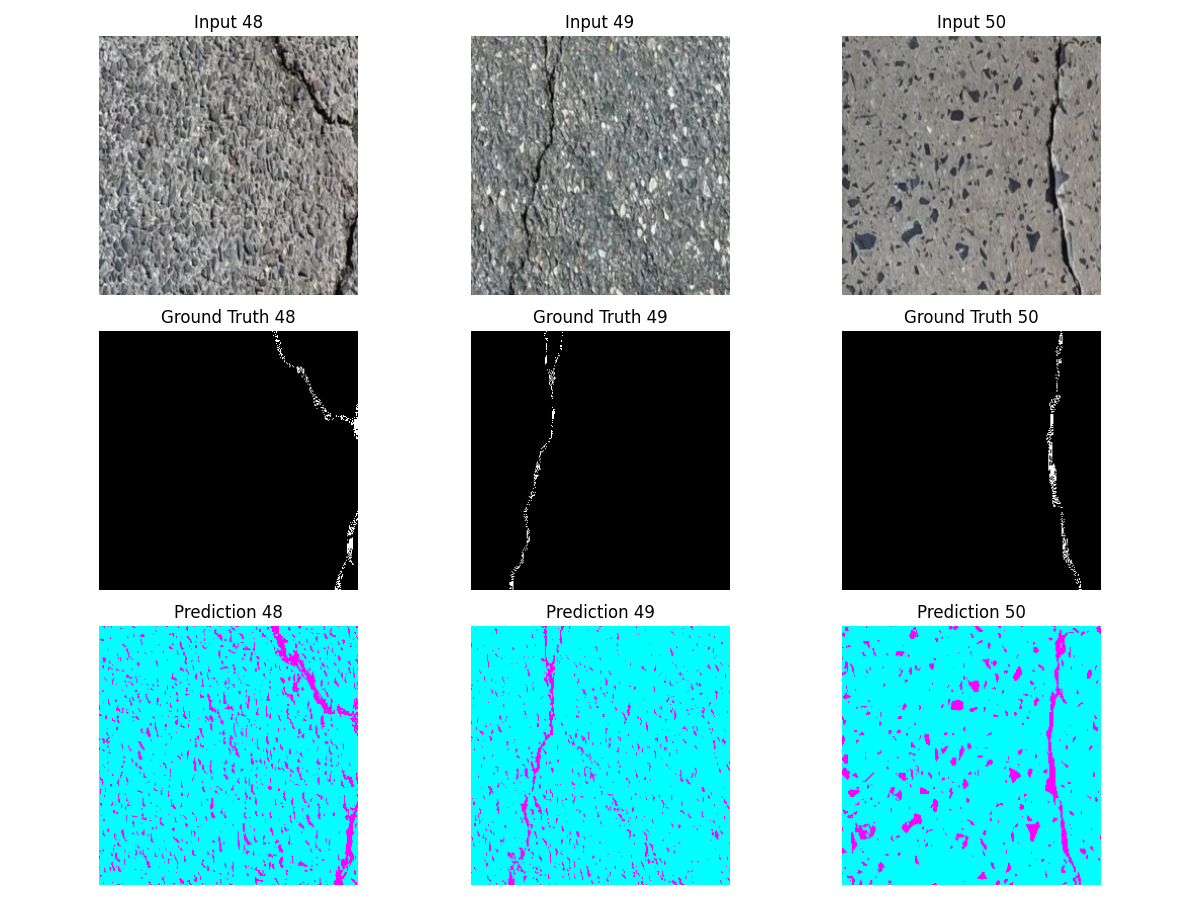 Input 48
Input 49
Input 50
Ground Truth 48
Ground Truth 49
Ground Truth 50
Prediction 48
Prediction 49
Prediction 50